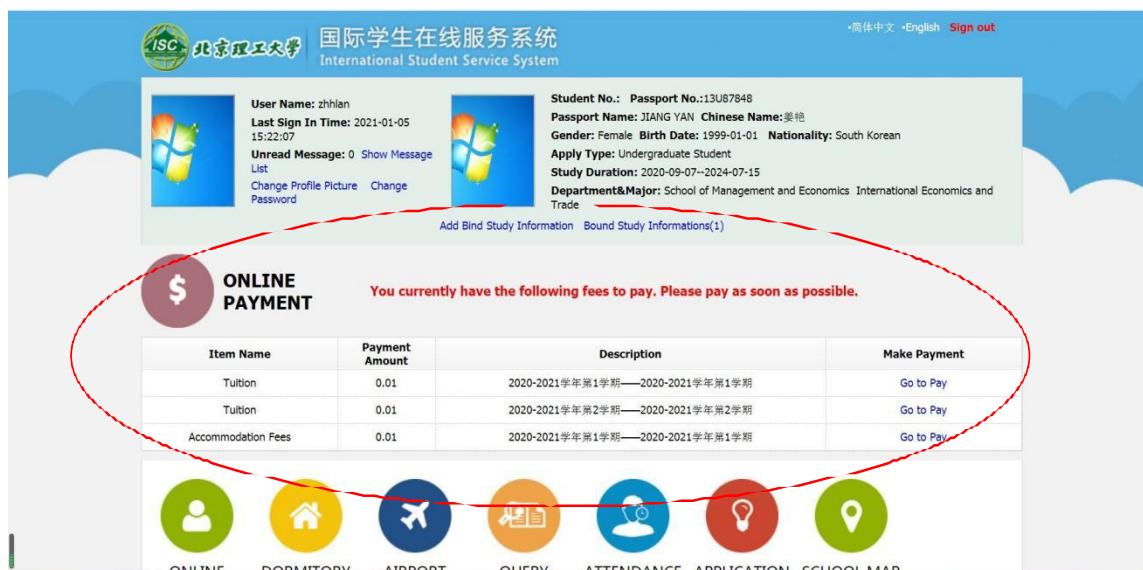 ·简体中文 ·English Sign out
ISC 北京理工大学 国际学生在线服务系统
International Student Service System
User Name: zhhlan
Last Sign In Time: 2021-01-05
15:22:07
Unread Message: 0 Show Message
List
Change Profile Picture Change
Password
Student No.: Passport No.:13U87848
Passport Name: JIANG YAN Chinese Name:姜艳
Gender: Female Birth Date: 1999-01-01 Nationality: South Korean
Apply Type: Undergraduate Student
Study Duration: 2020-09-07--2024-07-15
Department&Major: School of Management and Economics International Economics and
Trade
Add Bind Study Information Bound Study Informations(1)
$ ONLINE
PAYMENT
You currently have the following fees to pay. Please pay as soon as possible.
Item Name Payment Amount Description Make Payment
Tuition 0.01 2020-2021学年第1学期——2020-2021学年第1学期 Go to Pay
Tuition 0.01 2020-2021学年第2学期——2020-2021学年第2学期 Go to Pay
Accommodation Fees 0.01 2020-2021学年第1学期——2020-2021学年第1学期 Go to Pay
ONLINE DORMITORY AIRPORT QUERY ATTENDANCE APPLICATION SCHOOL MAP